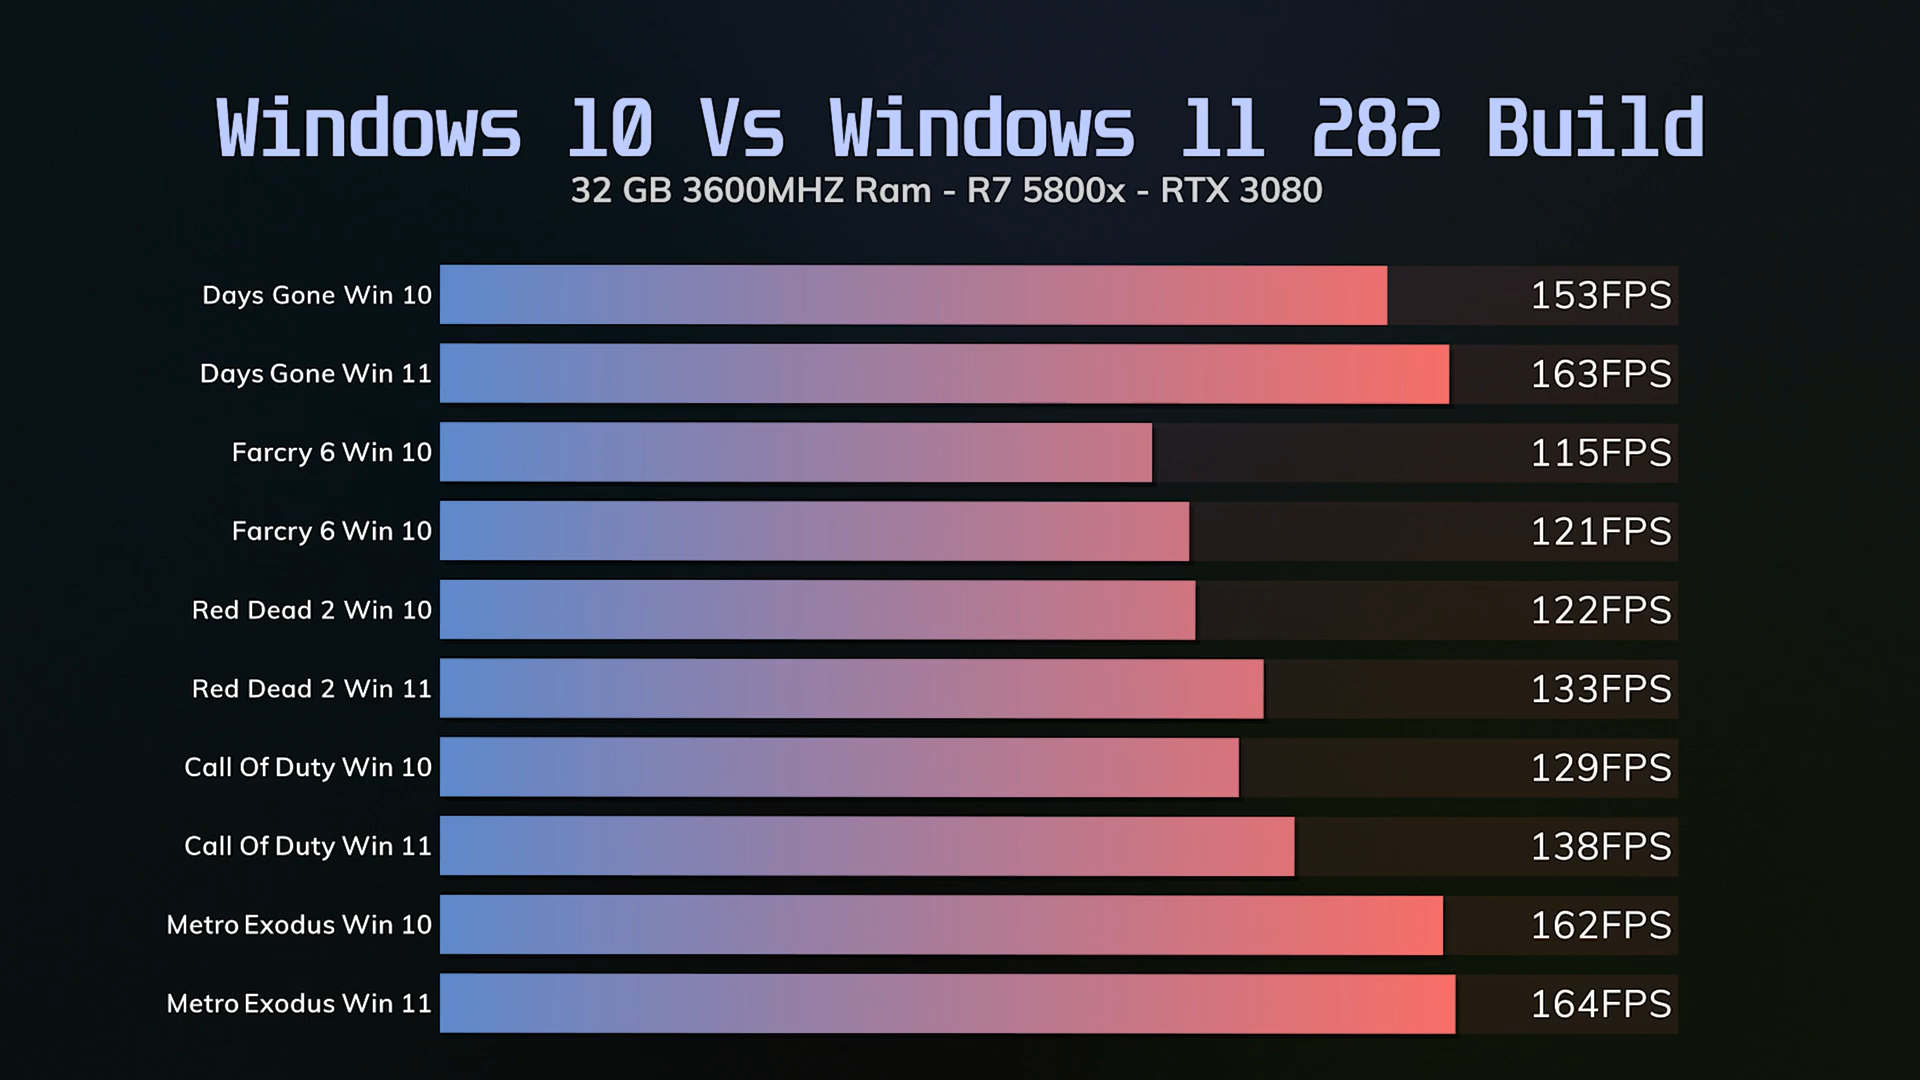 Windows 10 Vs Windows 11 282 Build
32 GB 3600MHZ Ram - R7 5800x - RTX 3080
Days Gone Win 10 153FPS
Days Gone Win 11 163FPS
Farcry 6 Win 10 115FPS
Farcry 6 Win 10 121FPS
Red Dead 2 Win 10 122FPS
Red Dead 2 Win 11 133FPS
Call Of Duty Win 10 129FPS
Call Of Duty Win 11 138FPS
Metro Exodus Win 10 162FPS
Metro Exodus Win 11 164FPS